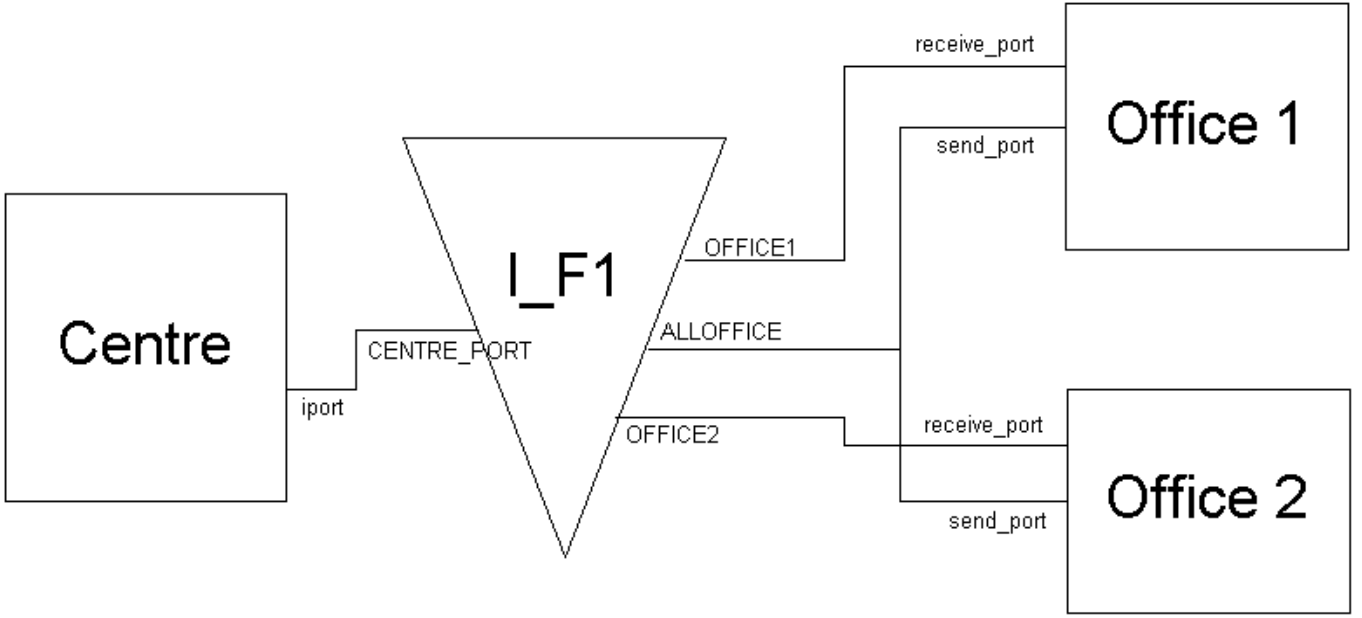 receive_port
Office 1
send_port
OFFICE1
I_F1
Centre
CENTRE_PORT
ALLOFFICE
iport
OFFICE2
receive_port
Office 2
send_port